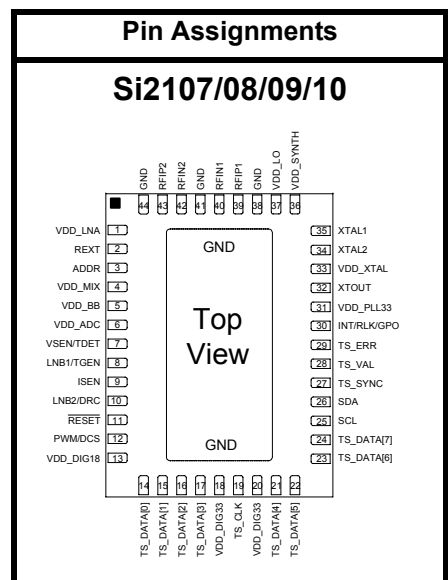 Pin Assignments
Si2107/08/09/10
GND RFIP2 RFIN2 GND RFIN1 RFIP1 GND VDD_LO VDD_SYNTH
44 43 42 41 40 39 38 37 36
VDD_LNA 1
REXT 2
ADDR 3
VDD_MIX 4
VDD_BB 5
VDD_ADC 6
VSEN/TDET 7
LNB1/TGEN 8
ISEN 9
LNB2/DRC 10
RESET 11
PWM/DCS 12
VDD_DIG18 13
GND
Top
View
GND
35 XTAL1
34 XTAL2
33 VDD_XTAL
32 XTOUT
31 VDD_PLL33
30 INT/RLK/GPO
29 TS_ERR
28 TS_VAL
27 TS_SYNC
26 SDA
25 SCL
24 TS_DATA[7]
23 TS_DATA[6]
14 15 16 17 18 19 20 21 22
TS_DATA[0] TS_DATA[1] TS_DATA[2] TS_DATA[3] VDD_DIG33 TS_CLK VDD_DIG33 TS_DATA[4] TS_DATA[5]